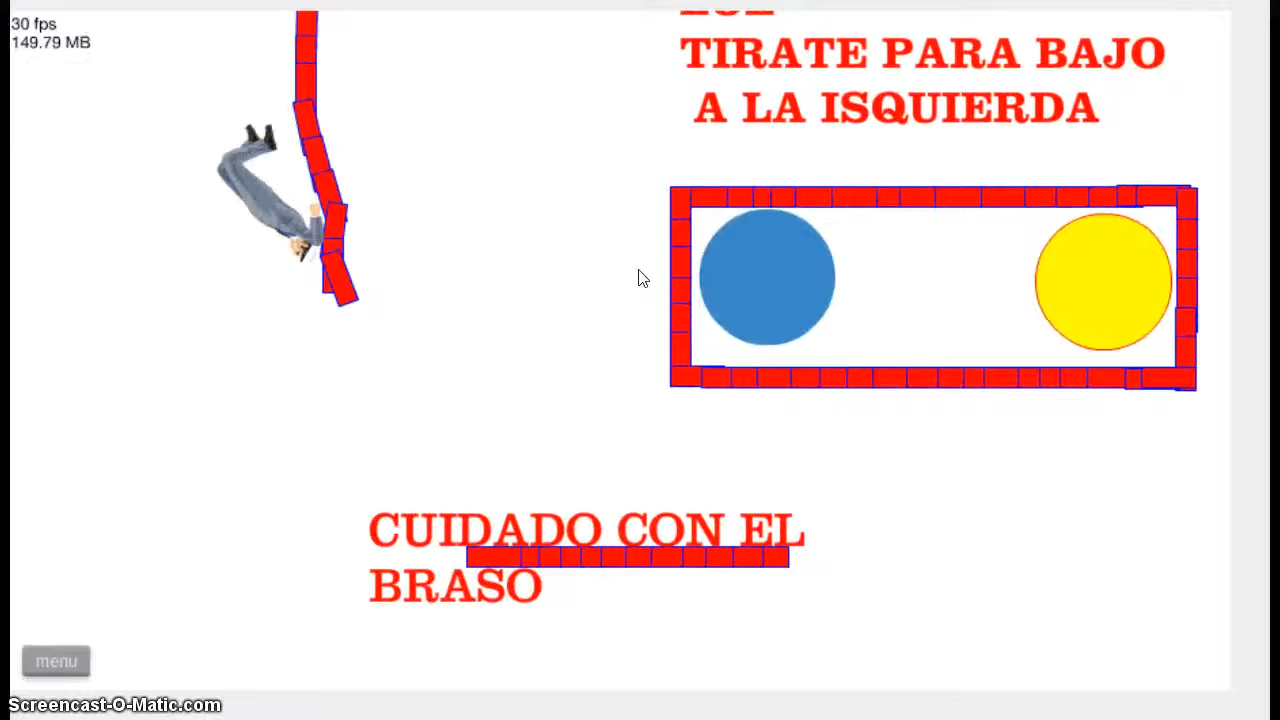 30 fps
149.79 MB
TIRATE PARA BAJO
A LA ISQUIERDA
CUIDADO CON EL
BRASO
menu
Screencast-O-Matic.com